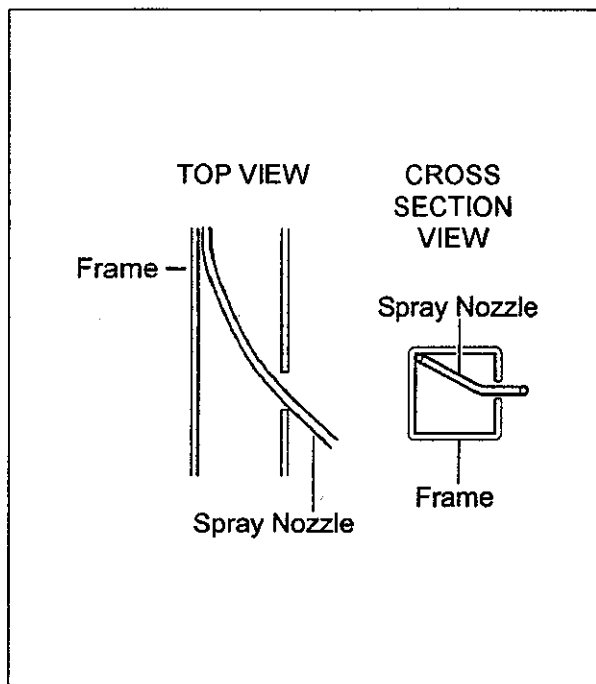 TOP VIEW
Frame
Spray Nozzle
CROSS
SECTION
VIEW
Spray Nozzle
Frame